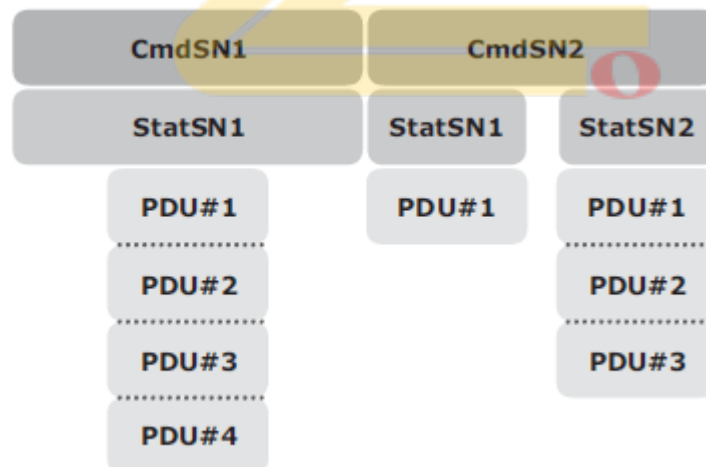 CmdSN1 CmdSN2
StatSN1 StatSN1 StatSN2
PDU#1 PDU#1 PDU#1
PDU#2 PDU#2
PDU#3 PDU#3
PDU#4